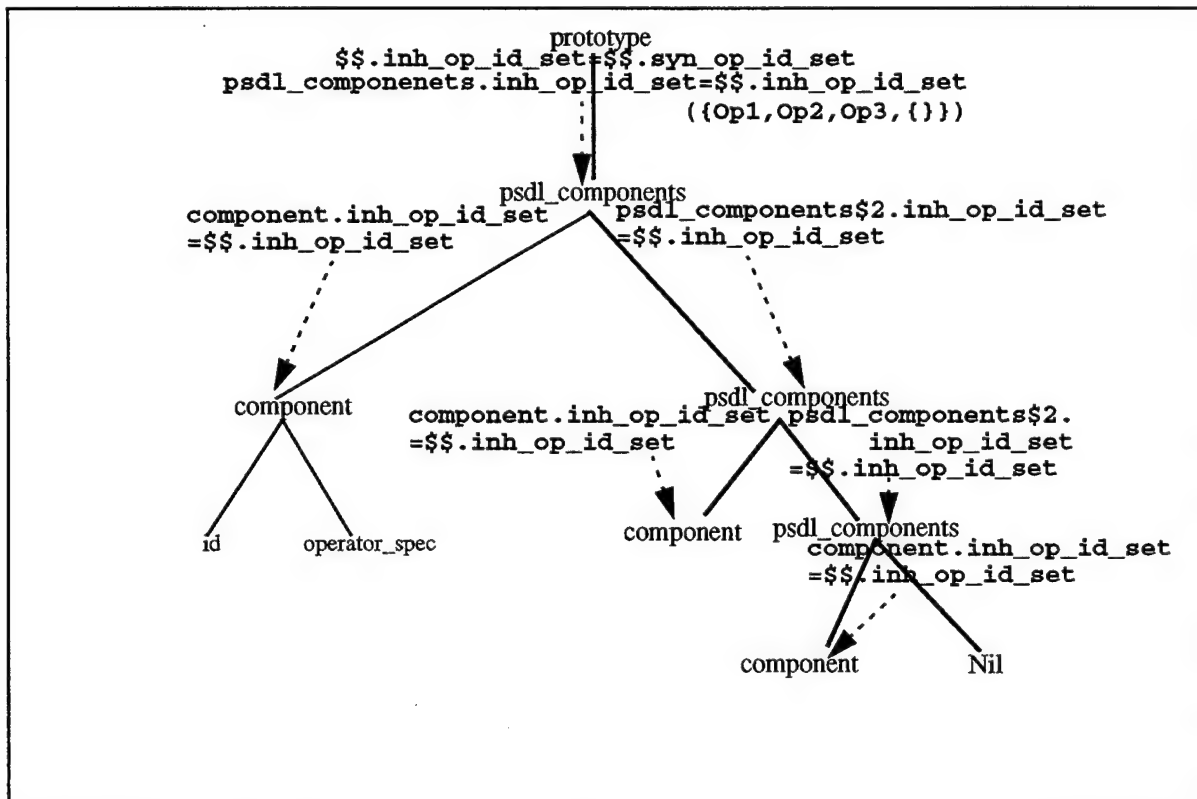 prototype
$$.inh_op_id_set=$$.syn_op_id_set
psdl_componenets.inh_op_id_set=$$.inh_op_id_set
({Op1,Op2,Op3,{}})
psdl_components
component.inh_op_id_set
=$$.inh_op_id_set
psdl_components$2.inh_op_id_set
=$$.inh_op_id_set
component
psdl_components
component.inh_op_id_set
=$$.inh_op_id_set
psdl_components$2.
inh_op_id_set
=$$.inh_op_id_set
id
operator_spec
component
psdl_components
component.inh_op_id_set
=$$.inh_op_id_set
component
Nil